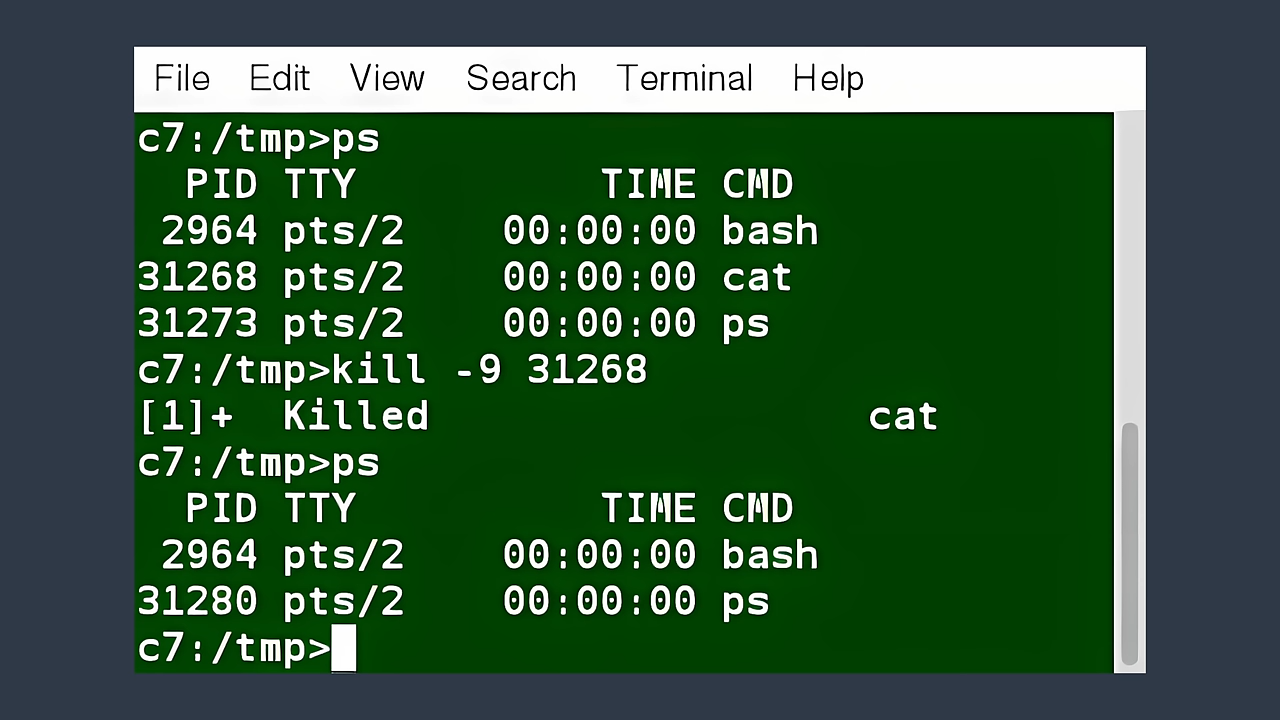 File Edit View Search Terminal Help
c7:/tmp>ps
  PID TTY          TIME CMD
 2964 pts/2    00:00:00 bash
31268 pts/2    00:00:00 cat
31273 pts/2    00:00:00 ps
c7:/tmp>kill -9 31268
[1]+  Killed                  cat
c7:/tmp>ps
  PID TTY          TIME CMD
 2964 pts/2    00:00:00 bash
31280 pts/2    00:00:00 ps
c7:/tmp>